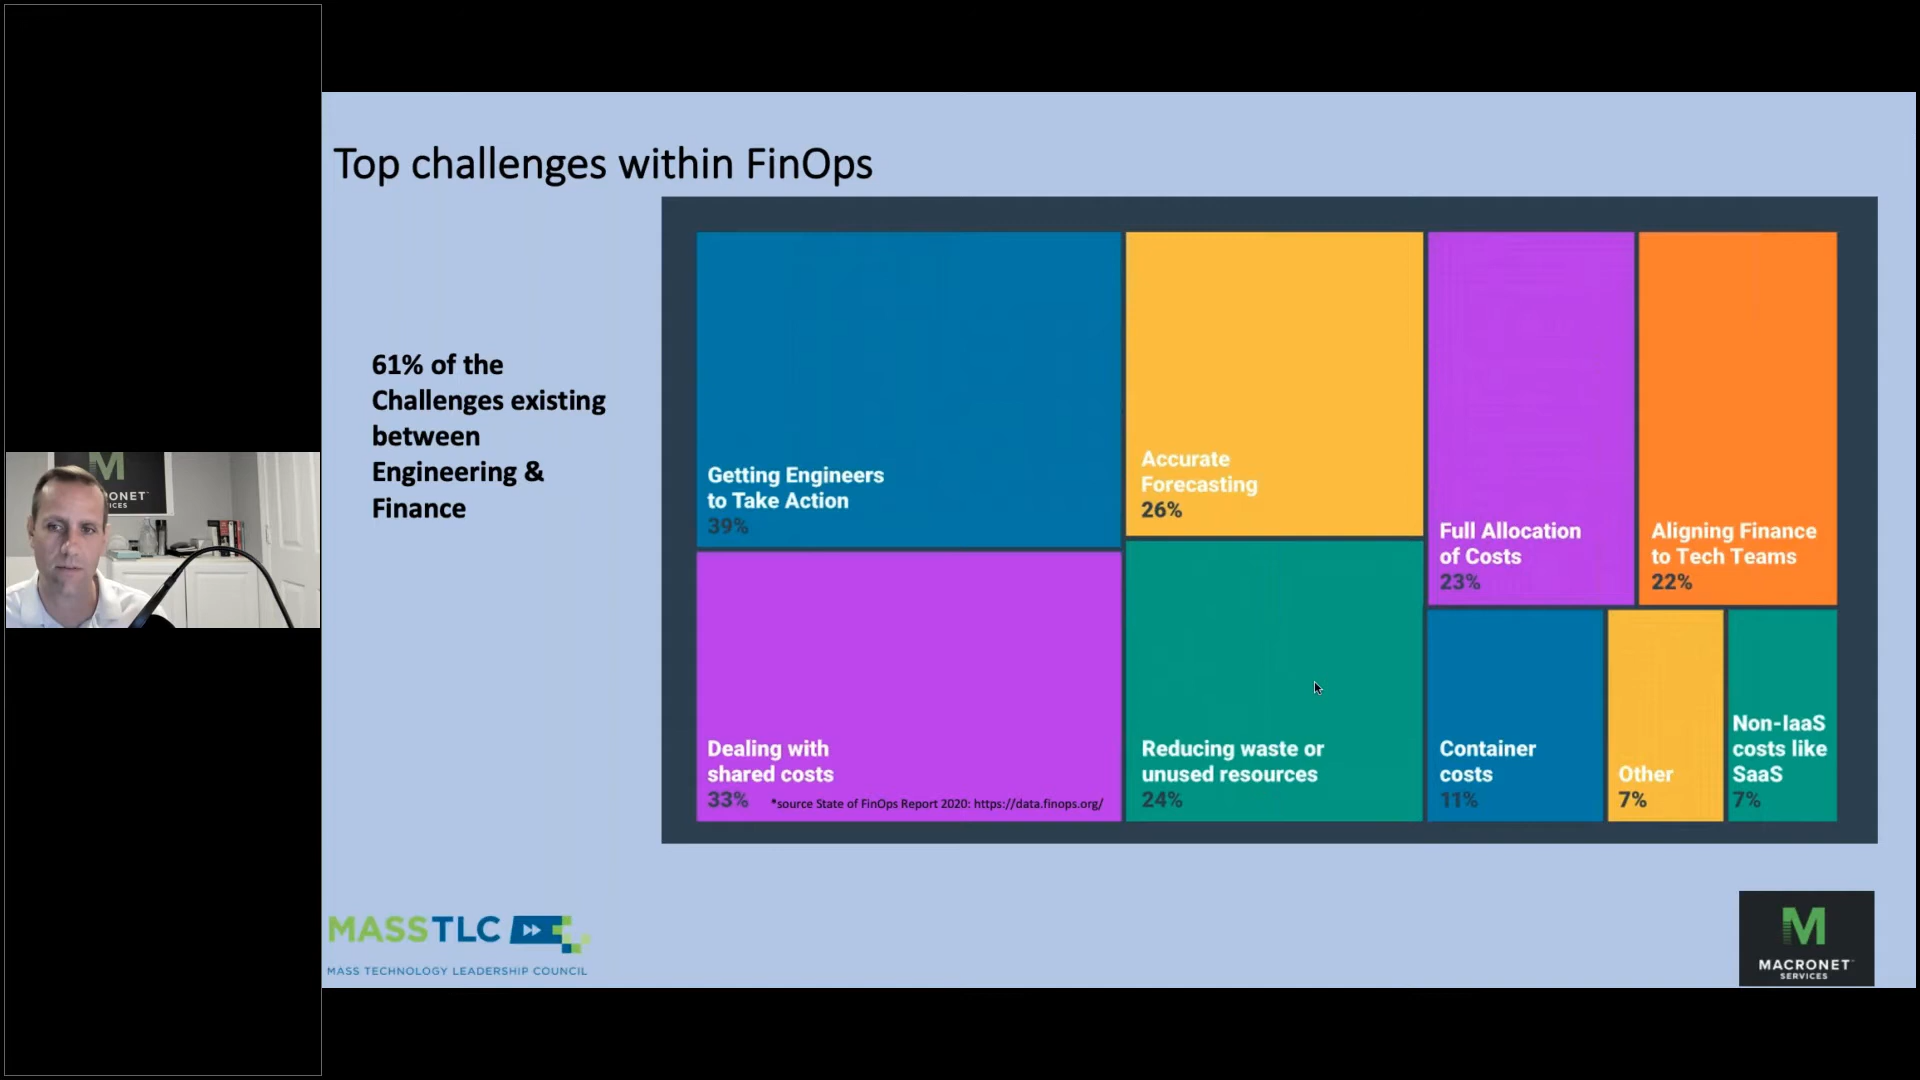 Top challenges within FinOps
61% of the
Challenges existing
between
Engineering &
Finance
Getting Engineers
to Take Action
39%
Dealing with
shared costs
33%
*source State of FinOps Report 2020: https://data.finops.org/
Accurate
Forecasting
26%
Reducing waste or
unused resources
24%
Full Allocation
of Costs
23%
Aligning Finance
to Tech Teams
22%
Container
costs
11%
Other
7%
Non-IaaS
costs like
SaaS
7%
M
ONET
ICES
MASSTLC
MASS TECHNOLOGY LEADERSHIP COUNCIL
M
MACRONET
SERVICES